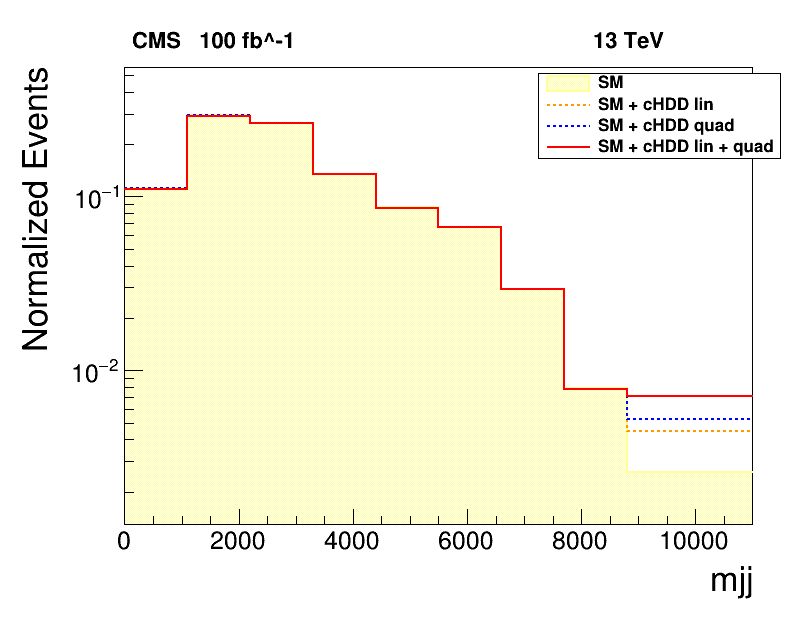 CMS 100 fb^-1 13 TeV
Normalized Events
SM
SM + cHDD lin
SM + cHDD quad
SM + cHDD lin + quad
10−1
10−2
0 2000 4000 6000 8000 10000
mjj